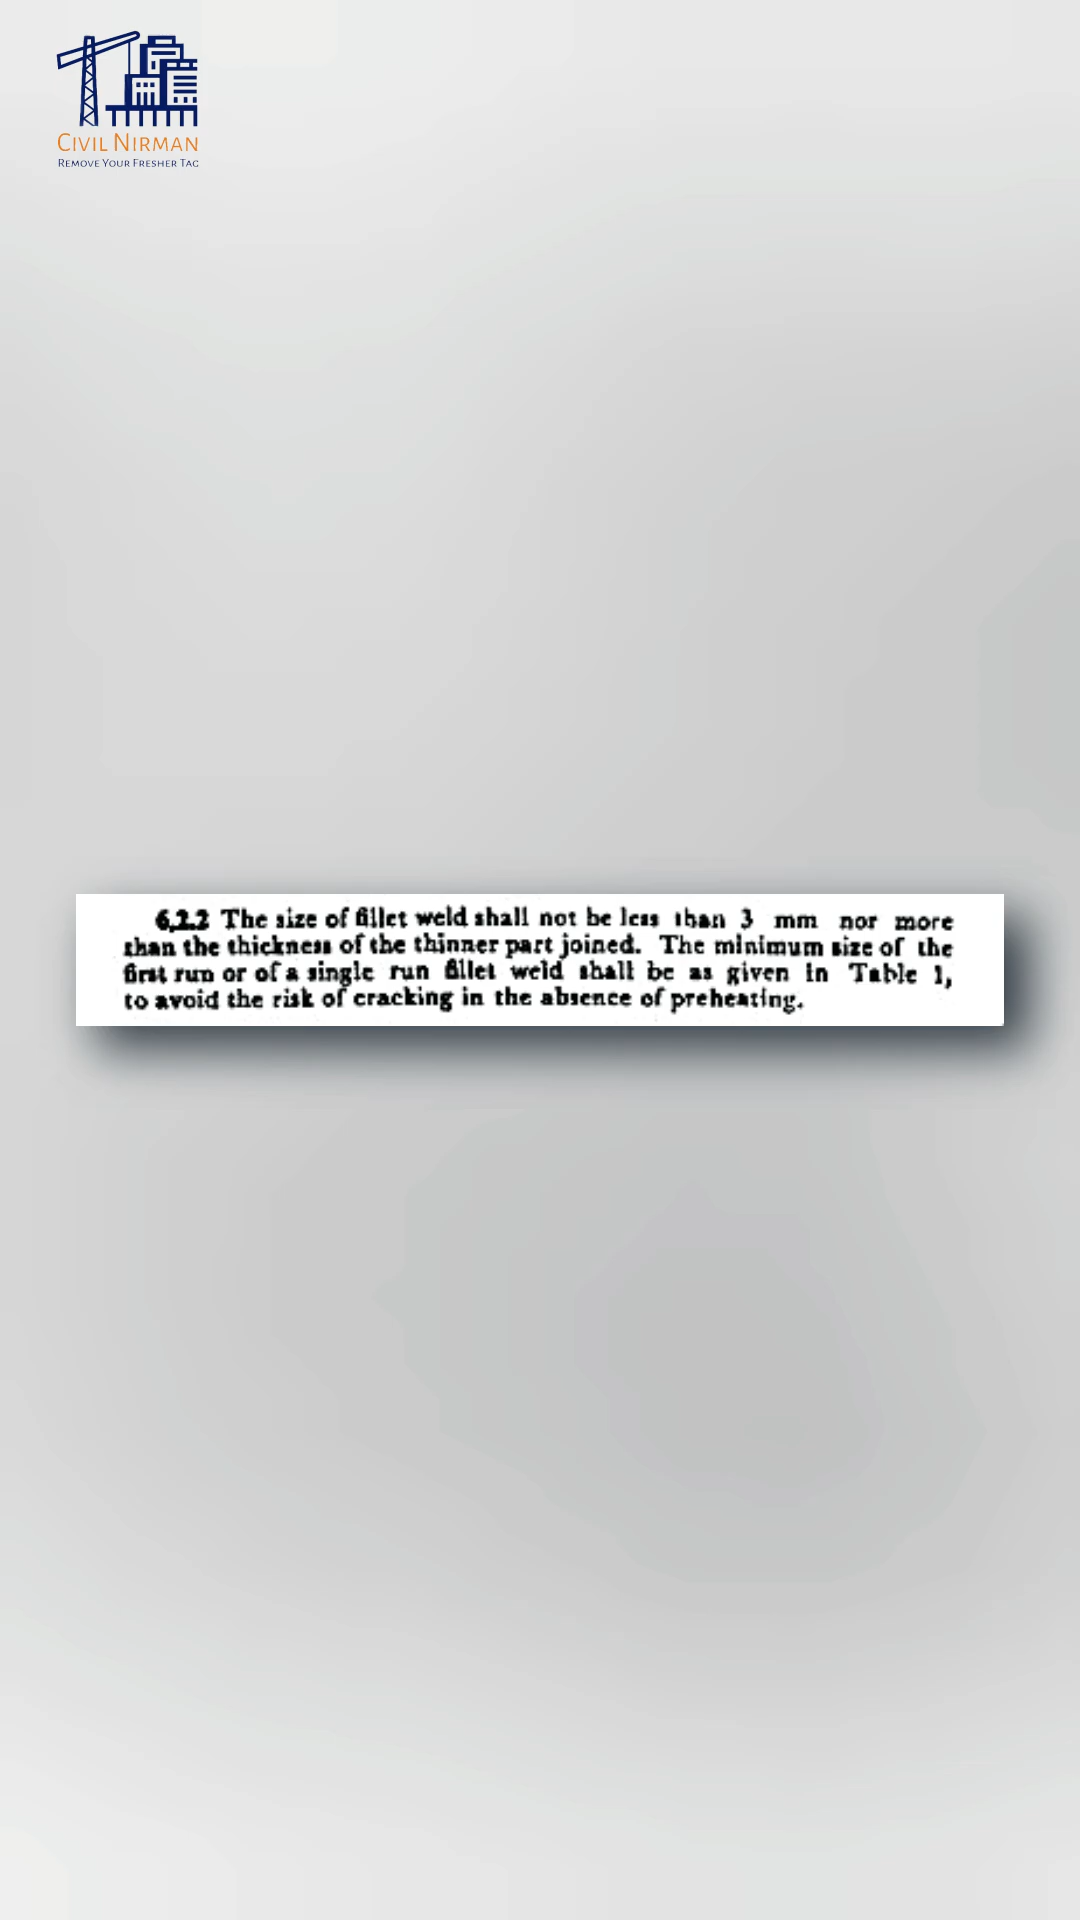 CIVIL NIRMAN
REMOVE YOUR FRESHER TAG
6.2.2 The size of fillet weld shall not be less than 3 mm nor more
than the thickness of the thinner part joined. The minimum size of the
first run or of a single run fillet weld shall be as given in Table 1,
to avoid the risk of cracking in the absence of preheating.